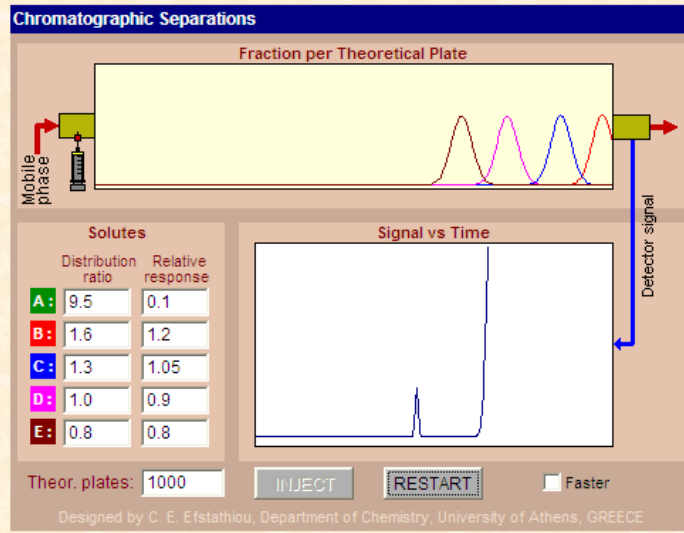 Chromatographic Separations
Fraction per Theoretical Plate
Mobile
phase
Detector signal
Solutes
Distribution ratio
Relative response
A: 9.5 0.1
B: 1.6 1.2
C: 1.3 1.05
D: 1.0 0.9
E: 0.8 0.8
Signal vs Time
Theor. plates: 1000
INJECT
RESTART
Faster
Designed by C. E. Efstathiou, Department of Chemistry, University of Athens, GREECE